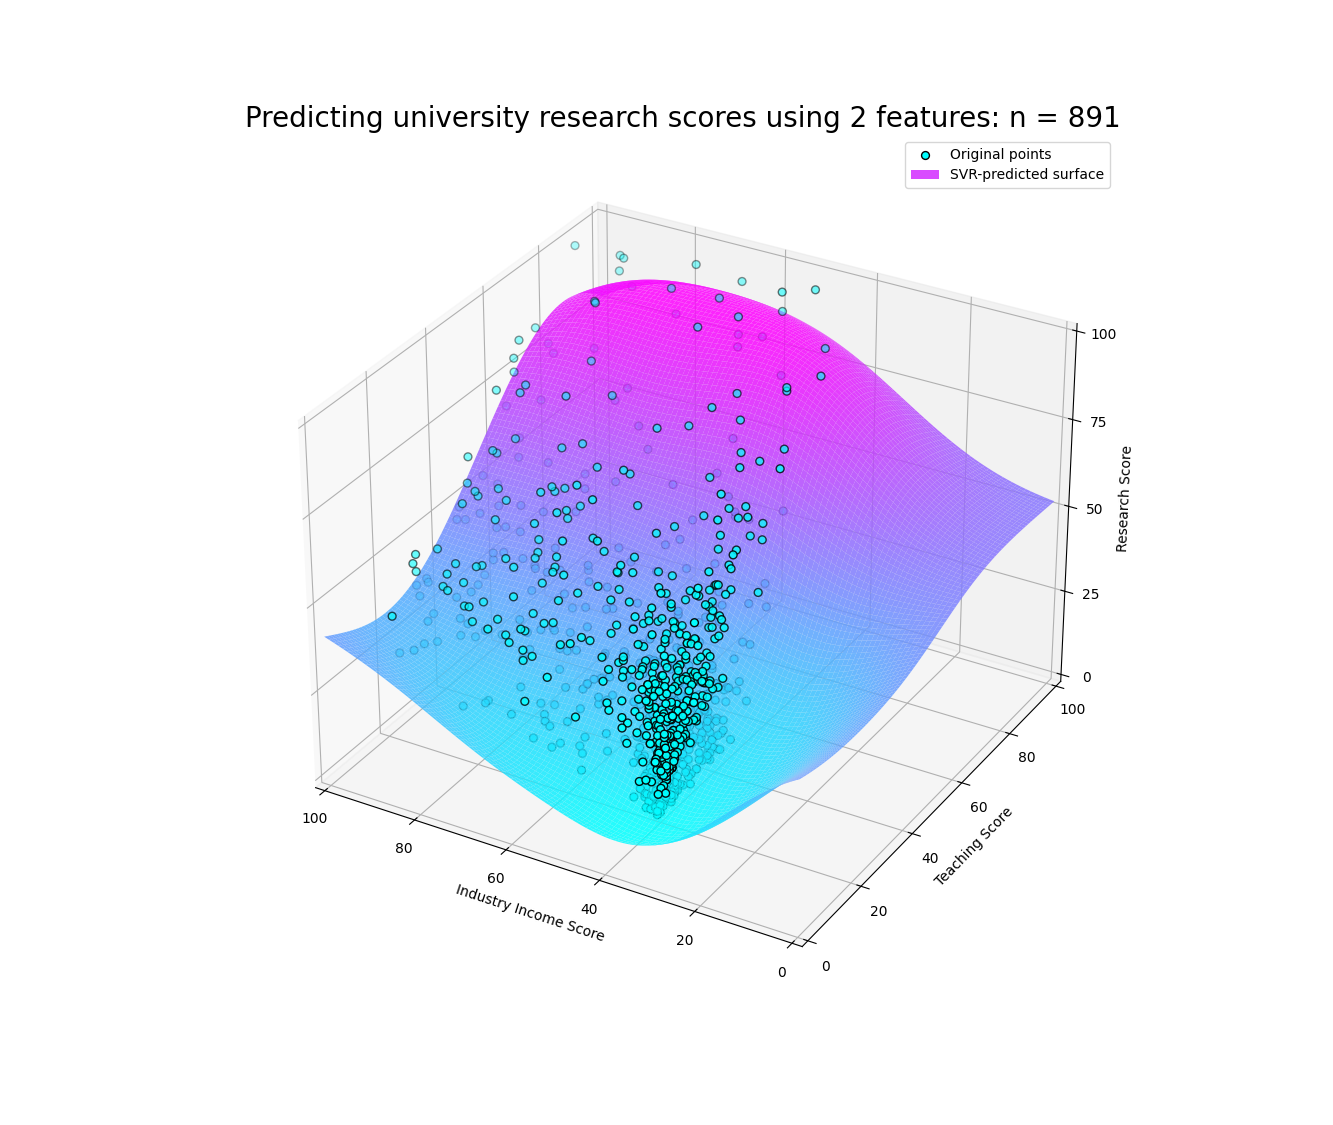 Predicting university research scores using 2 features: n = 891
Original points
SVR-predicted surface
100
75
50
25
0
Research Score
100
80
60
40
20
0
Teaching Score
100
80
60
40
20
0
Industry Income Score